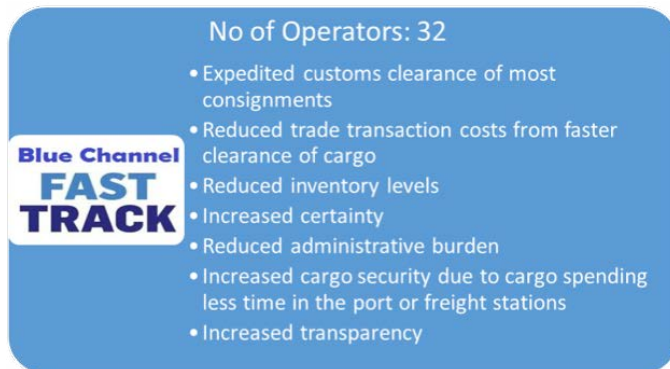 No of Operators: 32
Blue Channel
FAST
TRACK
• Expedited customs clearance of most
consignments
• Reduced trade transaction costs from faster
clearance of cargo
• Reduced inventory levels
• Increased certainty
• Reduced administrative burden
• Increased cargo security due to cargo spending
less time in the port or freight stations
• Increased transparency